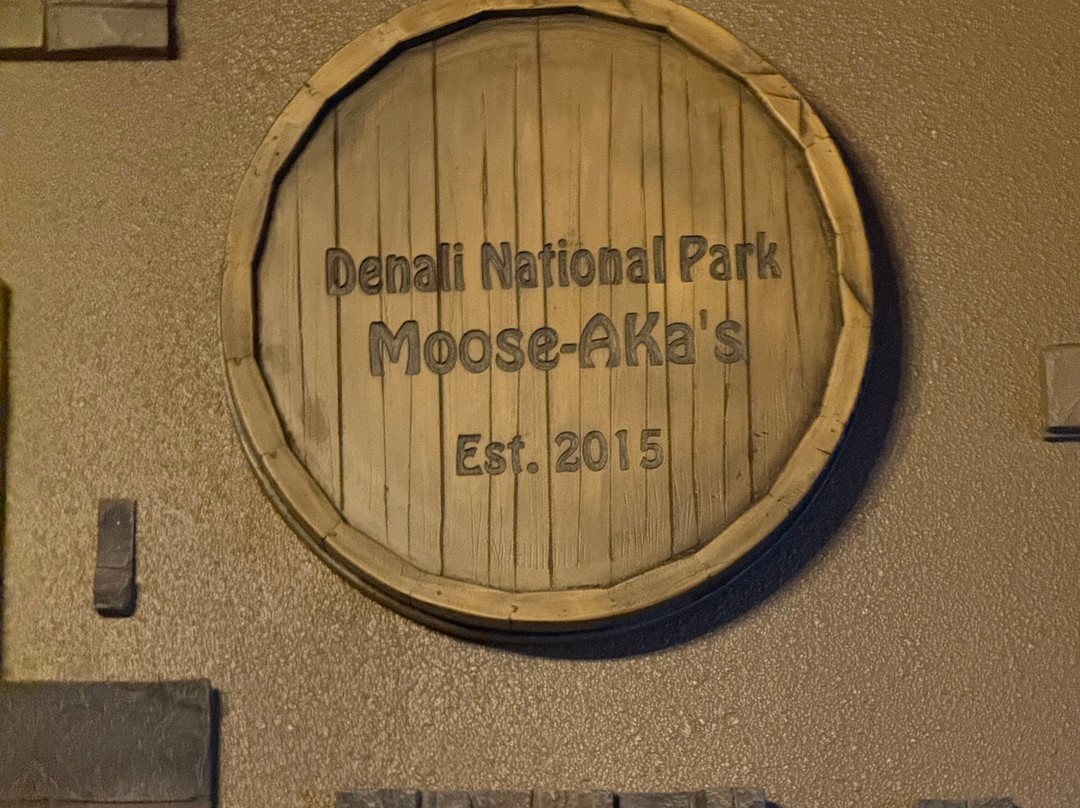 Denali National Park
Moose-AKa's
Est. 2015